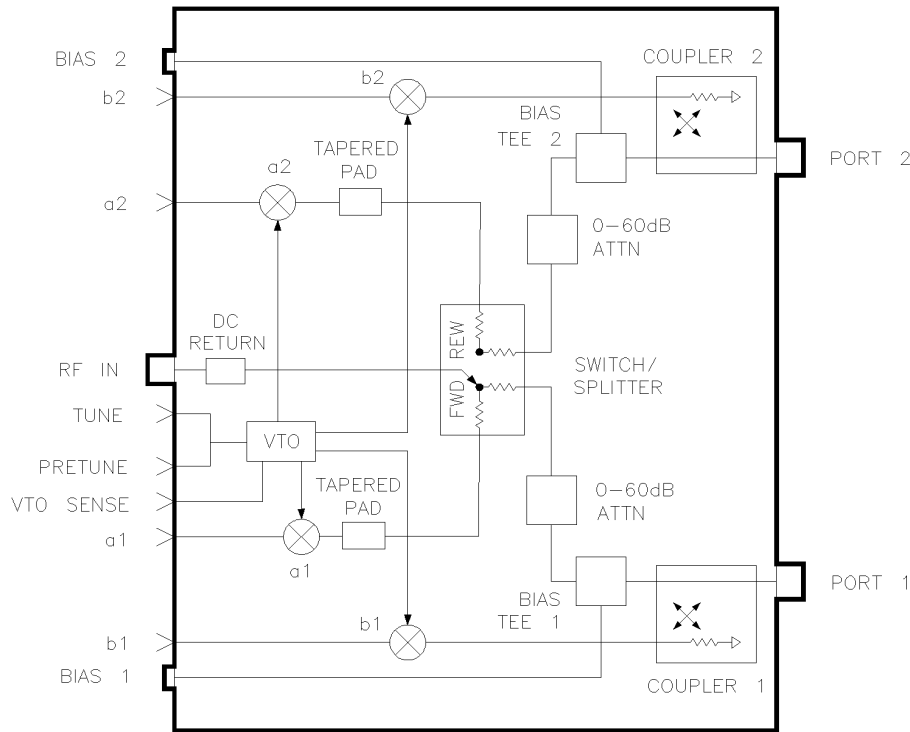 BIAS 2
COUPLER 2
b2
b2
BIAS
TEE 2
TAPERED
PAD
PORT 2
a2
a2
0-60dB
ATTN
DC
RETURN
REW
RF IN
SWITCH/
SPLITTER
FWD
TUNE
VTO
PRETUNE
TAPERED
PAD
0-60dB
ATTN
VTO SENSE
a1
a1
PORT 1
BIAS
TEE 1
b1
b1
BIAS 1
COUPLER 1